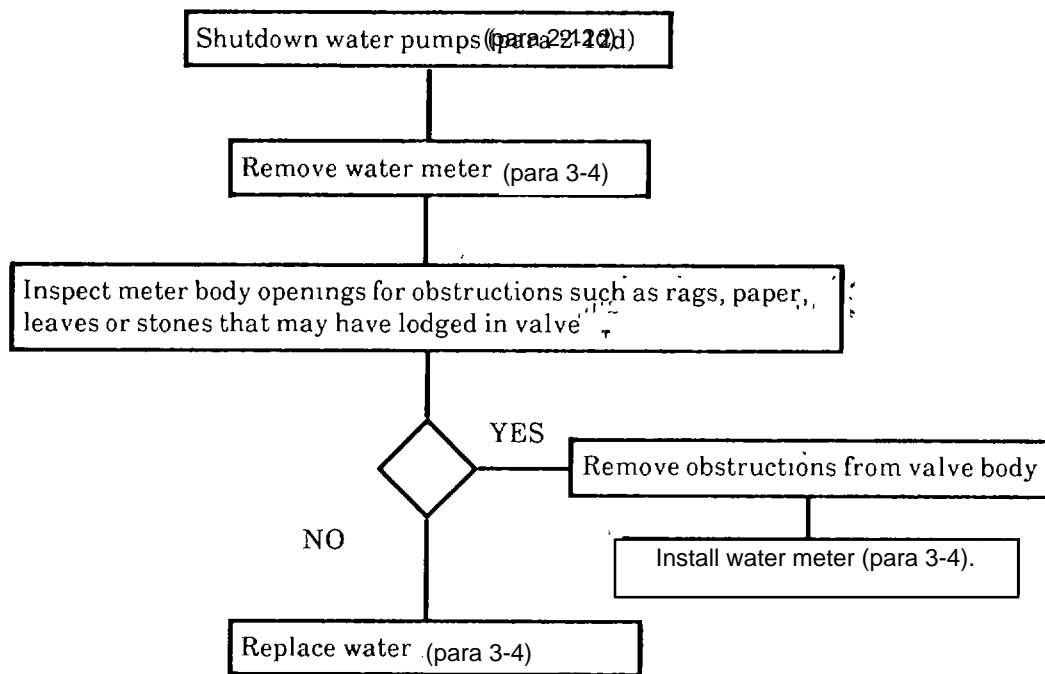 Shutdown water pumps
Remove water meter (para 3-4)
Inspect meter body openings for obstructions such as rags, paper,
leaves or stones that may have lodged in valve
YES
Remove obstructions from valve body
NO
Install water meter (para 3-4).
Replace water (para 3-4)